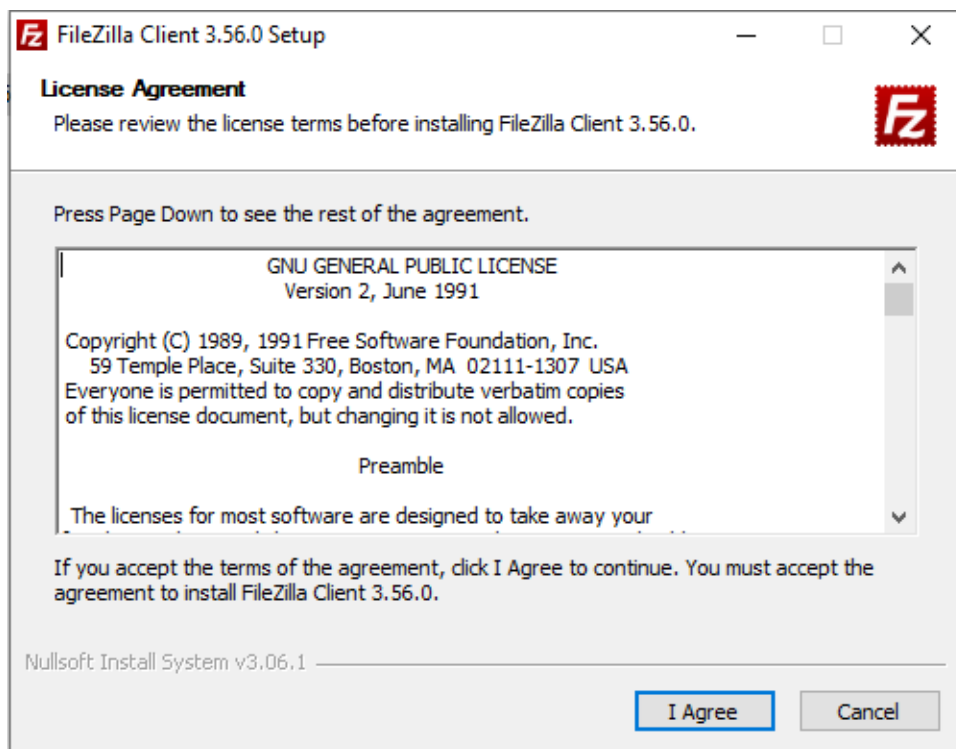 FileZilla Client 3.56.0 Setup
License Agreement
Please review the license terms before installing FileZilla Client 3.56.0.
Press Page Down to see the rest of the agreement.
GNU GENERAL PUBLIC LICENSE
Version 2, June 1991
Copyright (C) 1989, 1991 Free Software Foundation, Inc.
59 Temple Place, Suite 330, Boston, MA 02111-1307 USA
Everyone is permitted to copy and distribute verbatim copies
of this license document, but changing it is not allowed.
Preamble
The licenses for most software are designed to take away your
If you accept the terms of the agreement, click I Agree to continue. You must accept the
agreement to install FileZilla Client 3.56.0.
Nullsoft Install System v3.06.1
I Agree
Cancel